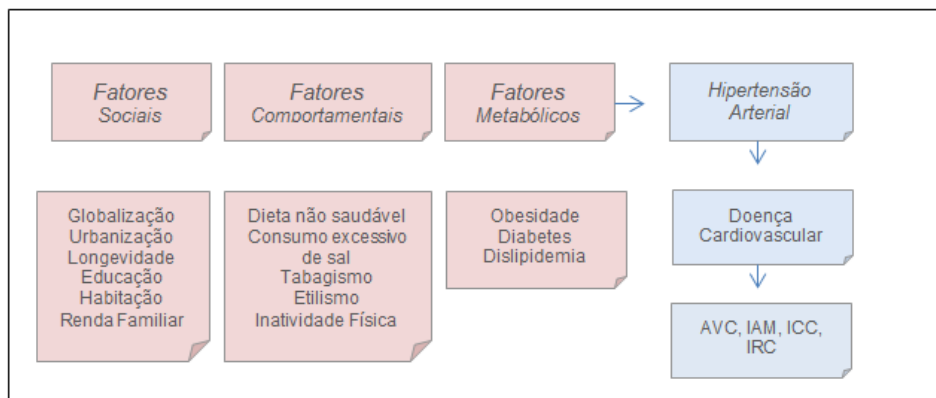 Fatores
Sociais
Fatores
Comportamentais
Fatores
Metabólicos
Hipertensão
Arterial
Globalização
Urbanização
Longevidade
Educação
Habitação
Renda Familiar
Dieta não saudável
Consumo excessivo
de sal
Tabagismo
Etilismo
Inatividade Física
Obesidade
Diabetes
Dislipidemia
Doença
Cardiovascular
AVC, IAM, ICC,
IRC